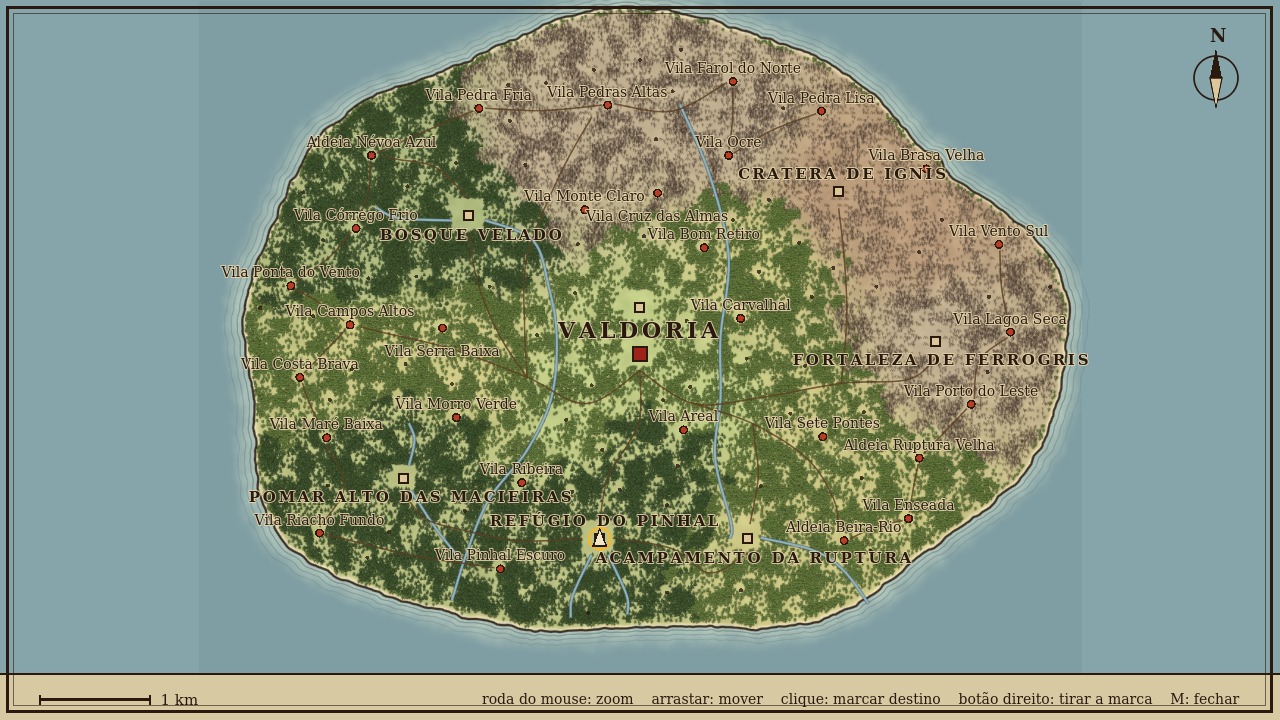 N
Vila Farol do Norte
Vila Pedra Fria
Vila Pedras Altas
Vila Pedra Lisa
Aldeia Névoa Azul
Vila Ocre
Vila Brasa Velha
CRATERA DE IGNIS
Vila Monte Claro
Vila Córrego Frio
Vila Cruz das Almas
BOSQUE VELADO
Vila Bom Retiro
Vila Vento Sul
Vila Ponta do Vento
Vila Campos Altos
Vila Carvalhal
Vila Lagoa Seca
VALDORIA
Vila Serra Baixa
FORTALEZA DE FERROGRIS
Vila Costa Brava
Vila Porto do Leste
Vila Morro Verde
Vila Areal
Vila Maré Baixa
Vila Sete Pontes
Aldeia Ruptura Velha
Vila Ribeira
POMAR ALTO DAS MACIEIRAS
Vila Enseada
Vila Riacho Fundo
REFÚGIO DO PINHAL
Aldeia Beira-Rio
Vila Pinhal Escuro
ACAMPAMENTO DA RUPTURA
1 km
roda do mouse: zoom arrastar: mover clique: marcar destino botão direito: tirar a marca M: fechar